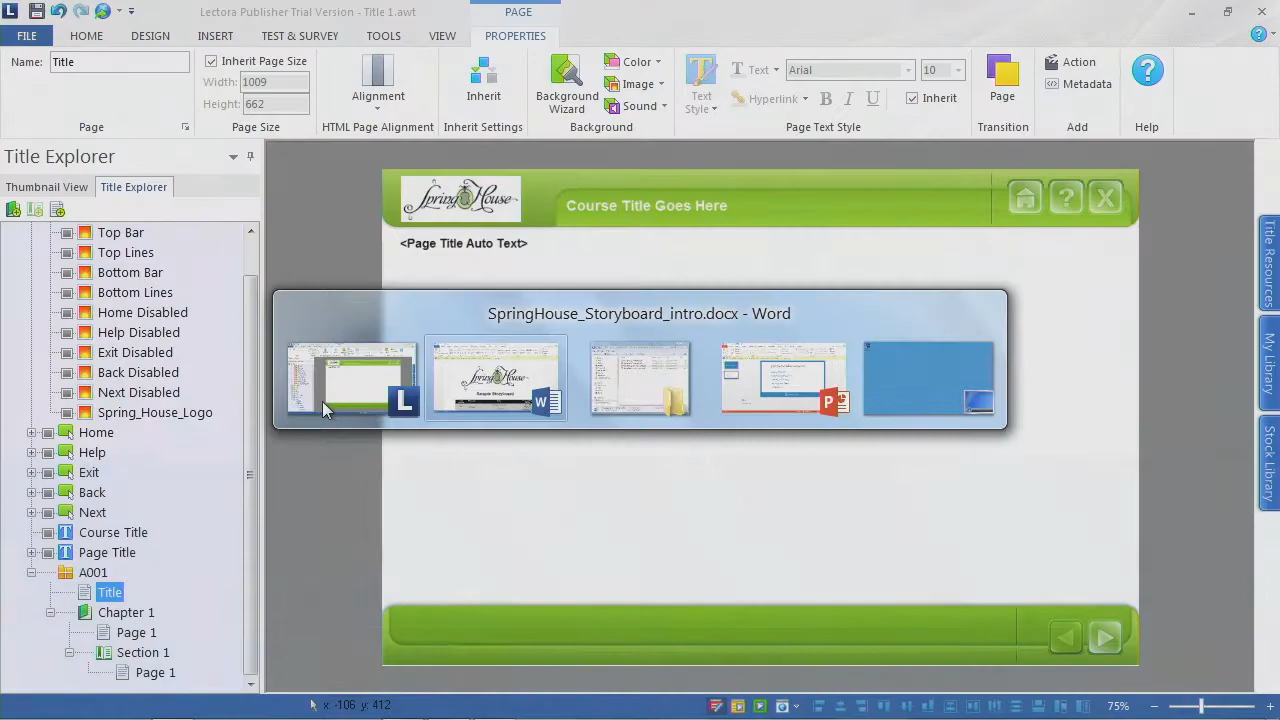 Lectora Publisher Trial Version - Title 1.awt
PAGE
FILE
HOME
DESIGN
INSERT
TEST & SURVEY
TOOLS
VIEW
PROPERTIES
Name: Title
Inherit Page Size
Width: 1009
Height: 662
Page
Page Size
Alignment
HTML Page Alignment
Inherit
Inherit Settings
Background
Wizard
Color
Image
Sound
Background
Text
Style
Text
Arial
10
Hyperlink
B I U
Inherit
Page Text Style
Page
Transition
Action
Metadata
Add
Help
Title Explorer
Thumbnail View
Title Explorer
Top Bar
Top Lines
Bottom Bar
Bottom Lines
Home Disabled
Help Disabled
Exit Disabled
Back Disabled
Next Disabled
Spring_House_Logo
Home
Help
Exit
Back
Next
Course Title
Page Title
A001
Title
Chapter 1
Page 1
Section 1
Page 1
Spring House
Course Title Goes Here
<Page Title Auto Text>
SpringHouse_Storyboard_intro.docx - Word
Spring House
Sample Storyboard
Title Resources
My Library
Stock Library
x: -106 y: 412
75%